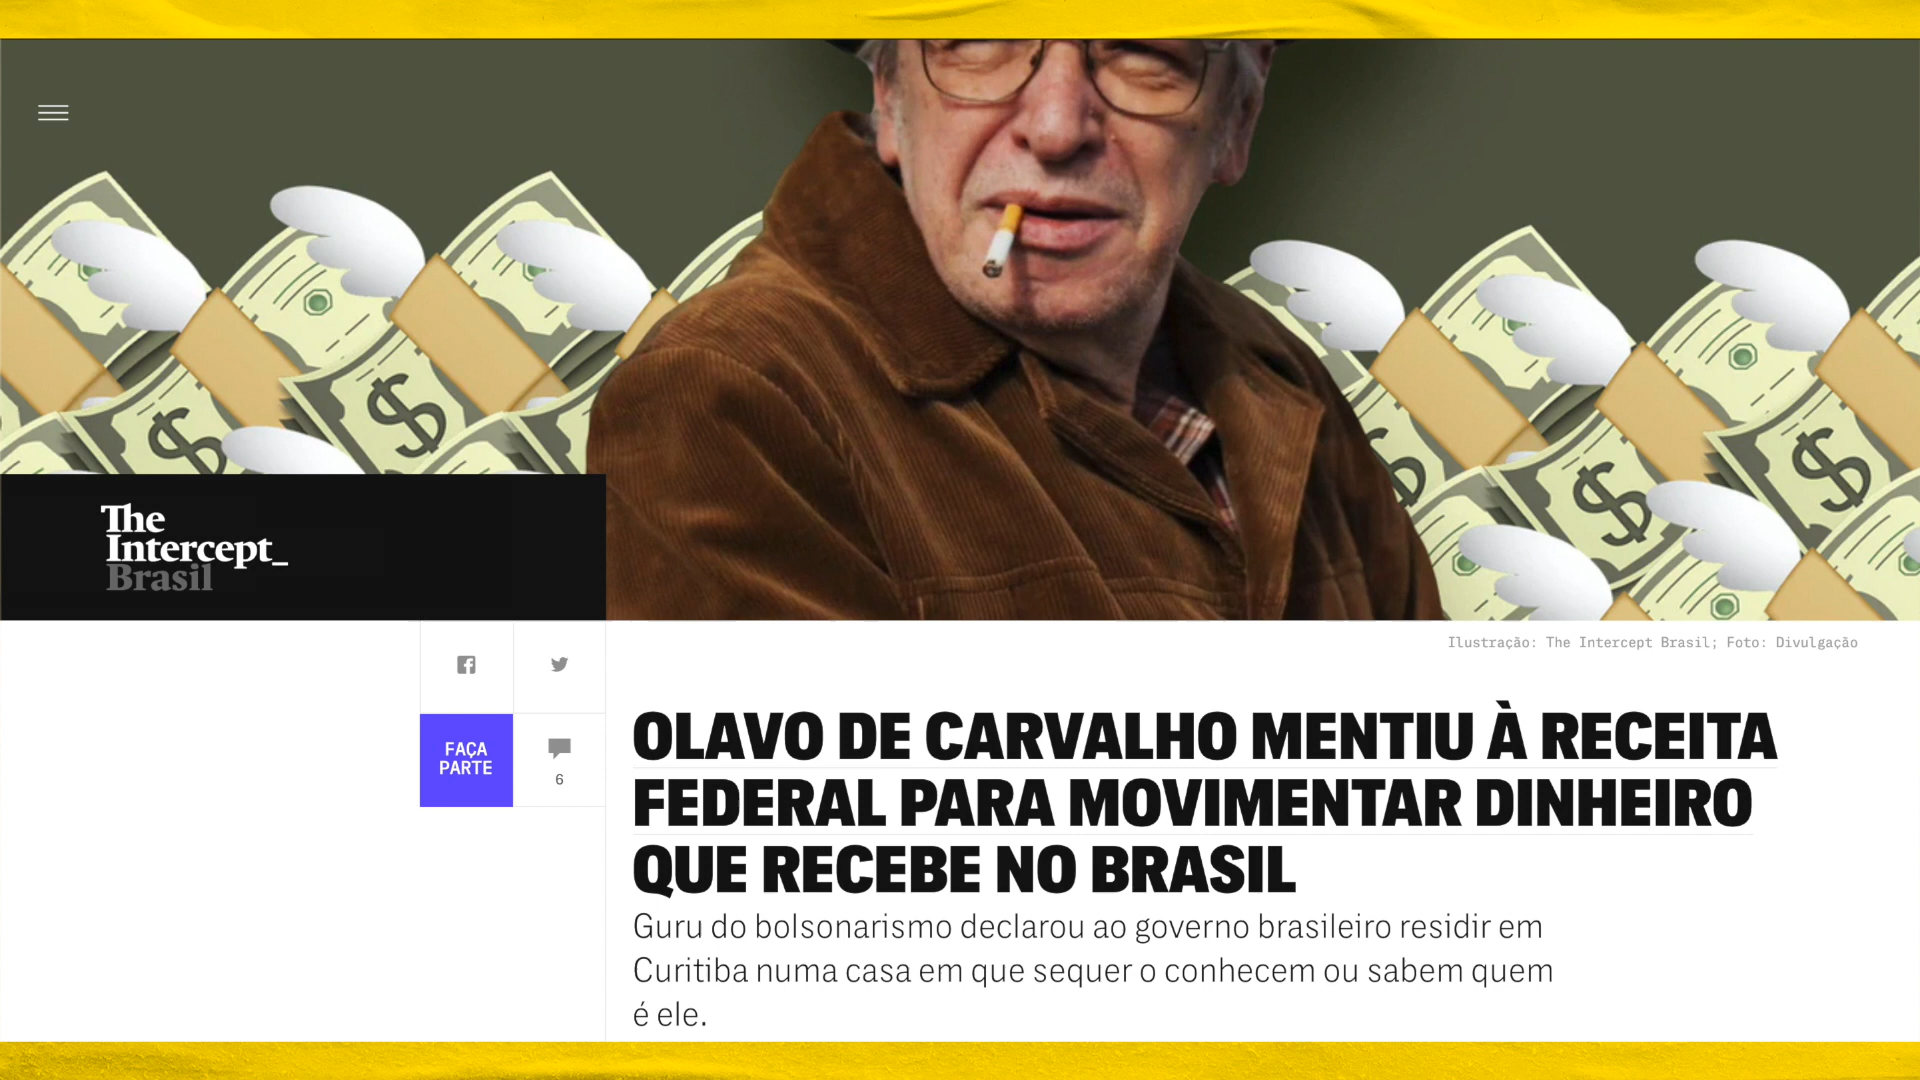 The
Intercept_
Brasil
Ilustração: The Intercept Brasil; Foto: Divulgação
FAÇA
PARTE
6
OLAVO DE CARVALHO MENTIU À RECEITA
FEDERAL PARA MOVIMENTAR DINHEIRO
QUE RECEBE NO BRASIL
Guru do bolsonarismo declarou ao governo brasileiro residir em
Curitiba numa casa em que sequer o conhecem ou sabem quem
é ele.